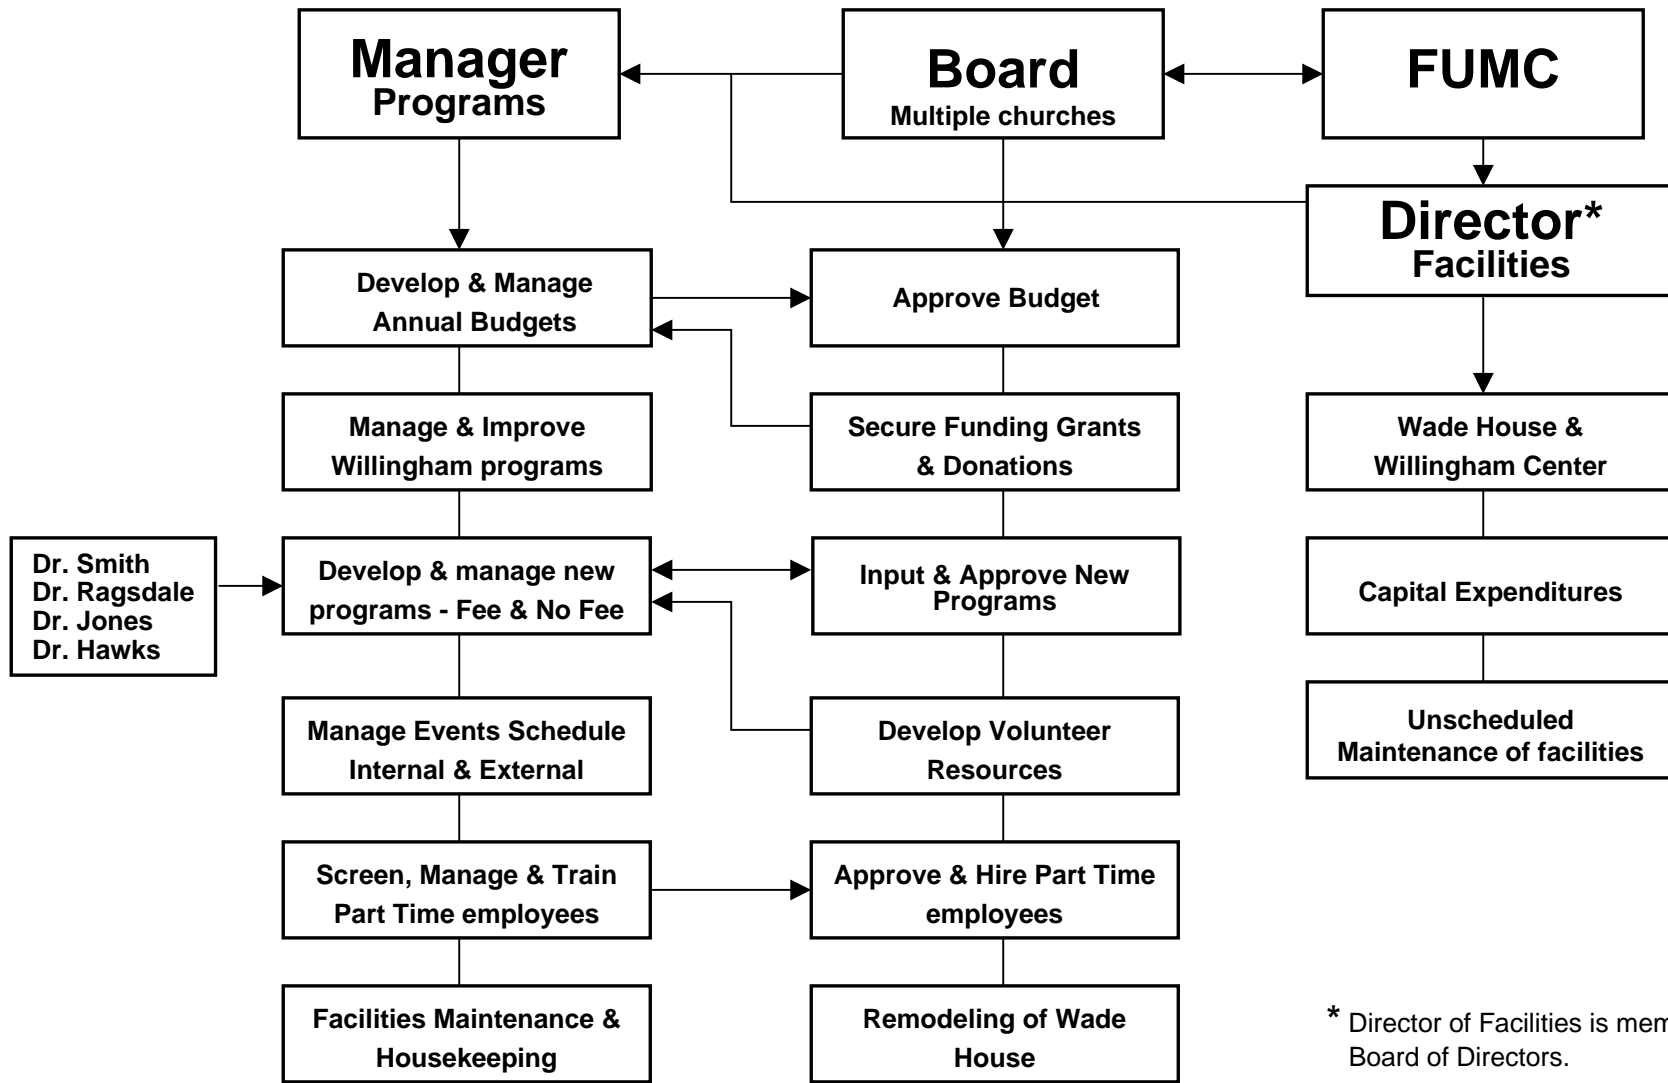 Manager
Programs
Board
Multiple churches
FUMC
Director*
Facilities
Develop & Manage
Annual Budgets
Approve Budget
Manage & Improve
Willingham programs
Secure Funding Grants
& Donations
Wade House &
Willingham Center
Dr. Smith
Dr. Ragsdale
Dr. Jones
Dr. Hawks
Develop & manage new
programs - Fee & No Fee
Input & Approve New
Programs
Capital Expenditures
Manage Events Schedule
Internal & External
Develop Volunteer
Resources
Unscheduled
Maintenance of facilities
Screen, Manage & Train
Part Time employees
Approve & Hire Part Time
employees
Facilities Maintenance &
Housekeeping
Remodeling of Wade
House
* Director of Facilities is
Board of Directors.